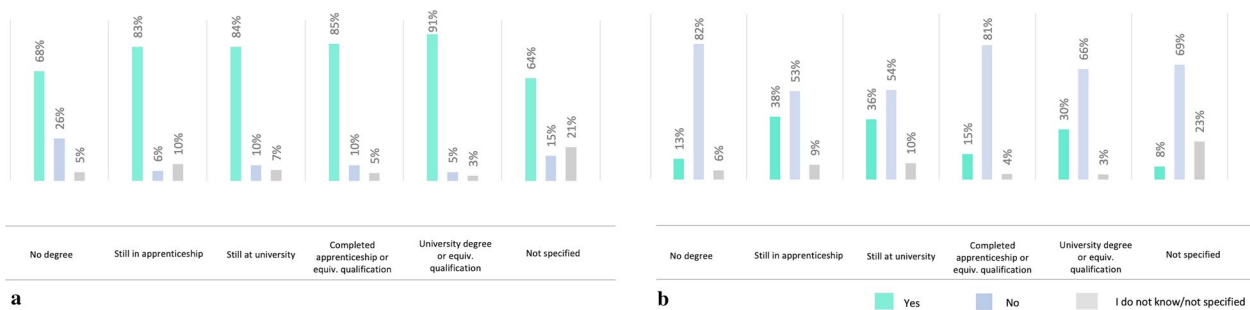 68%
26%
5%
83%
6%
10%
84%
10%
7%
85%
10%
5%
91%
5%
3%
64%
15%
21%
No degree
Still in apprenticeship
Still at university
Completed
apprenticeship or
equiv. qualification
University degree
or equiv.
qualification
Not specified
a
13%
82%
6%
38%
53%
9%
36%
54%
10%
15%
81%
4%
30%
66%
3%
8%
69%
23%
No degree
Still in apprenticeship
Still at university
Completed
apprenticeship or
equiv. qualification
University degree
or equiv.
qualification
Not specified
b
Yes
No
I do not know/not specified